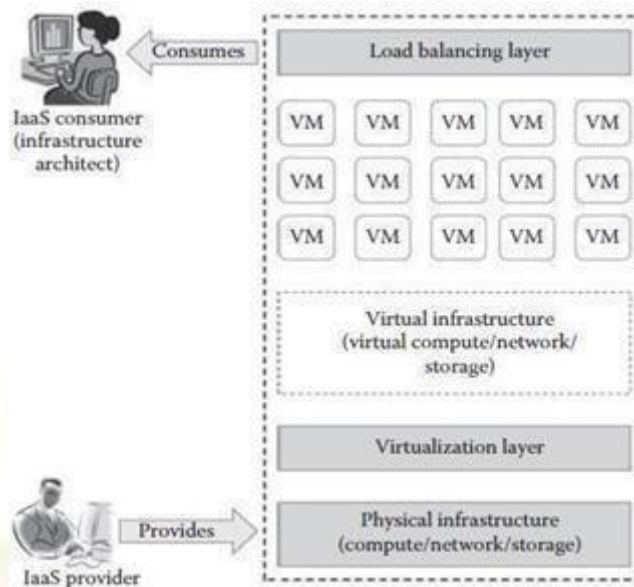 Consumes
Load balancing layer
IaaS consumer
(infrastructure
architect)
VM VM VM VM VM
VM VM VM VM VM
VM VM VM VM VM
Virtual infrastructure
(virtual compute/network/
storage)
Virtualization layer
Provides
Physical infrastructure
(compute/network/storage)
IaaS provider